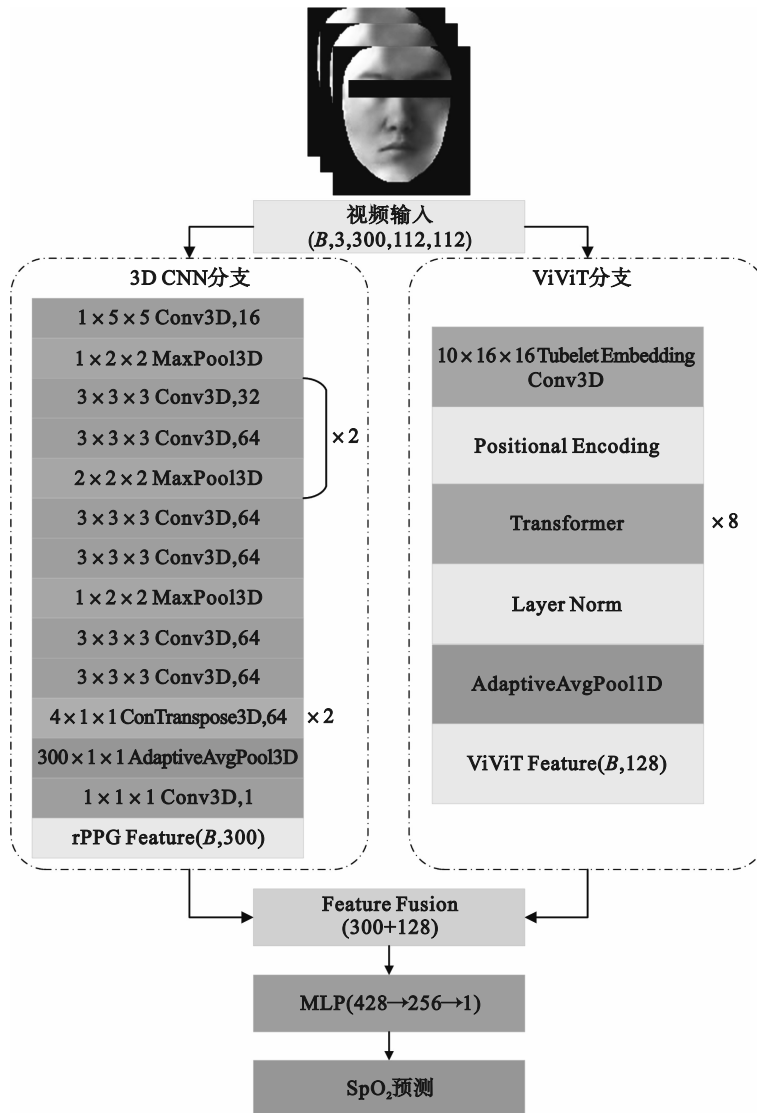 视频输入
(B,3,300,112,112)
3D CNN分支
1×5×5 Conv3D,16
1×2×2 MaxPool3D
3×3×3 Conv3D,32
3×3×3 Conv3D,64
×2
2×2×2 MaxPool3D
3×3×3 Conv3D,64
3×3×3 Conv3D,64
1×2×2 MaxPool3D
3×3×3 Conv3D,64
3×3×3 Conv3D,64
4×1×1 ConTranspose3D,64
×2
300×1×1 AdaptiveAvgPool3D
1×1×1 Conv3D,1
rPPG Feature(B,300)
ViViT分支
10×16×16 Tubelet Embedding
Conv3D
Positional Encoding
Transformer
×8
Layer Norm
AdaptiveAvgPool1D
ViViT Feature(B,128)
Feature Fusion
(300+128)
MLP(428→256→1)
SpO₂预测